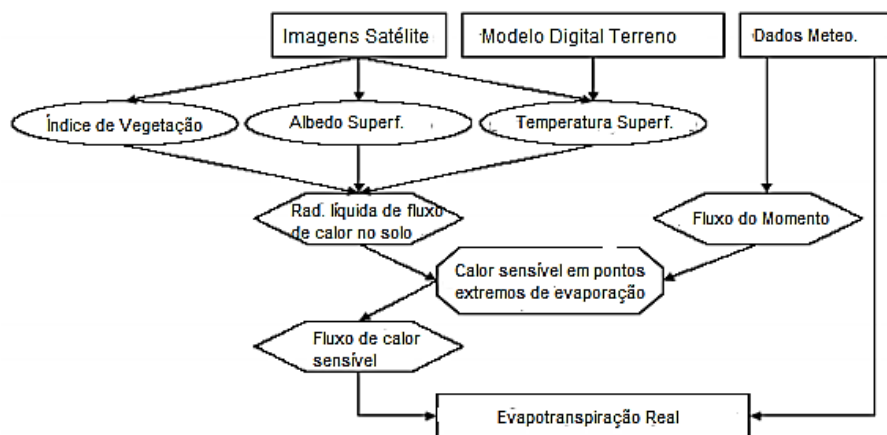 Imagens Satélite
Modelo Digital Terreno
Dados Meteo.
Índice de Vegetação
Albedo Superf.
Temperatura Superf.
Rad. líquida de fluxo
de calor no solo
Fluxo do Momento
Calor sensível em pontos
extremos de evaporação
Fluxo de calor
sensível
Evapotranspiração Real